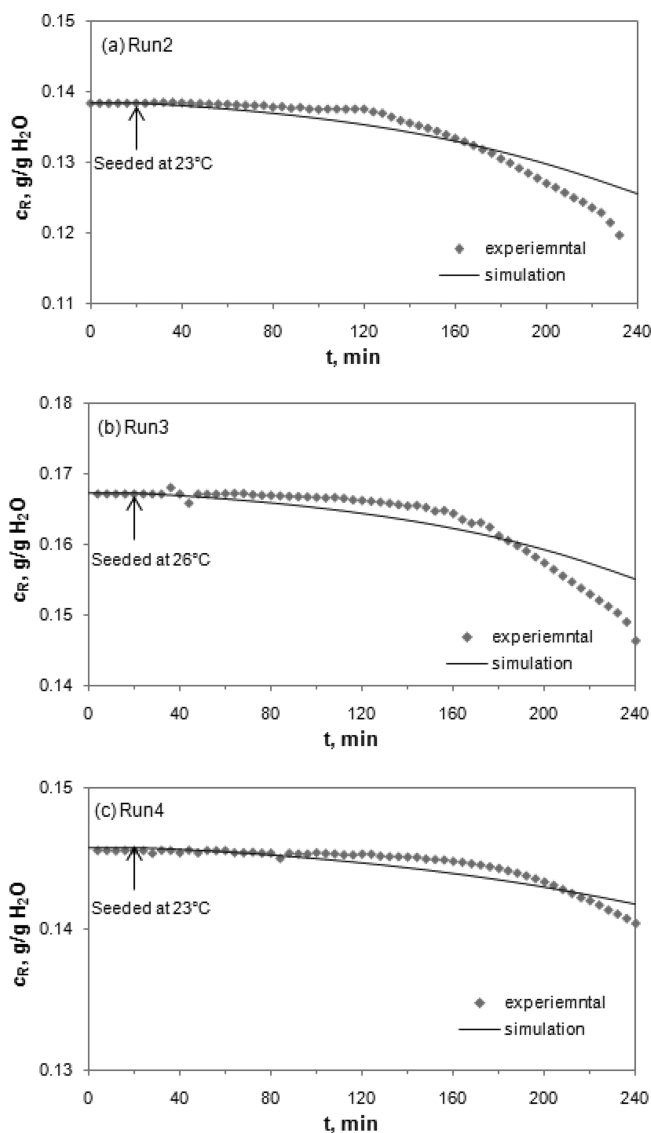 0.15
(a) Run2
0.14
Seeded at 23°C
0.13
cR, g/g H2O
0.12
experiemntal
simulation
0.11
0 40 80 120 160 200 240
t, min
0.18
(b) Run3
0.17
Seeded at 26°C
0.16
cR, g/g H2O
0.15
experiemntal
simulation
0.14
0 40 80 120 160 200 240
t, min
0.15
(c) Run4
Seeded at 23°C
0.14
cR, g/g H2O
experiemntal
simulation
0.13
0 40 80 120 160 200 240
t, min